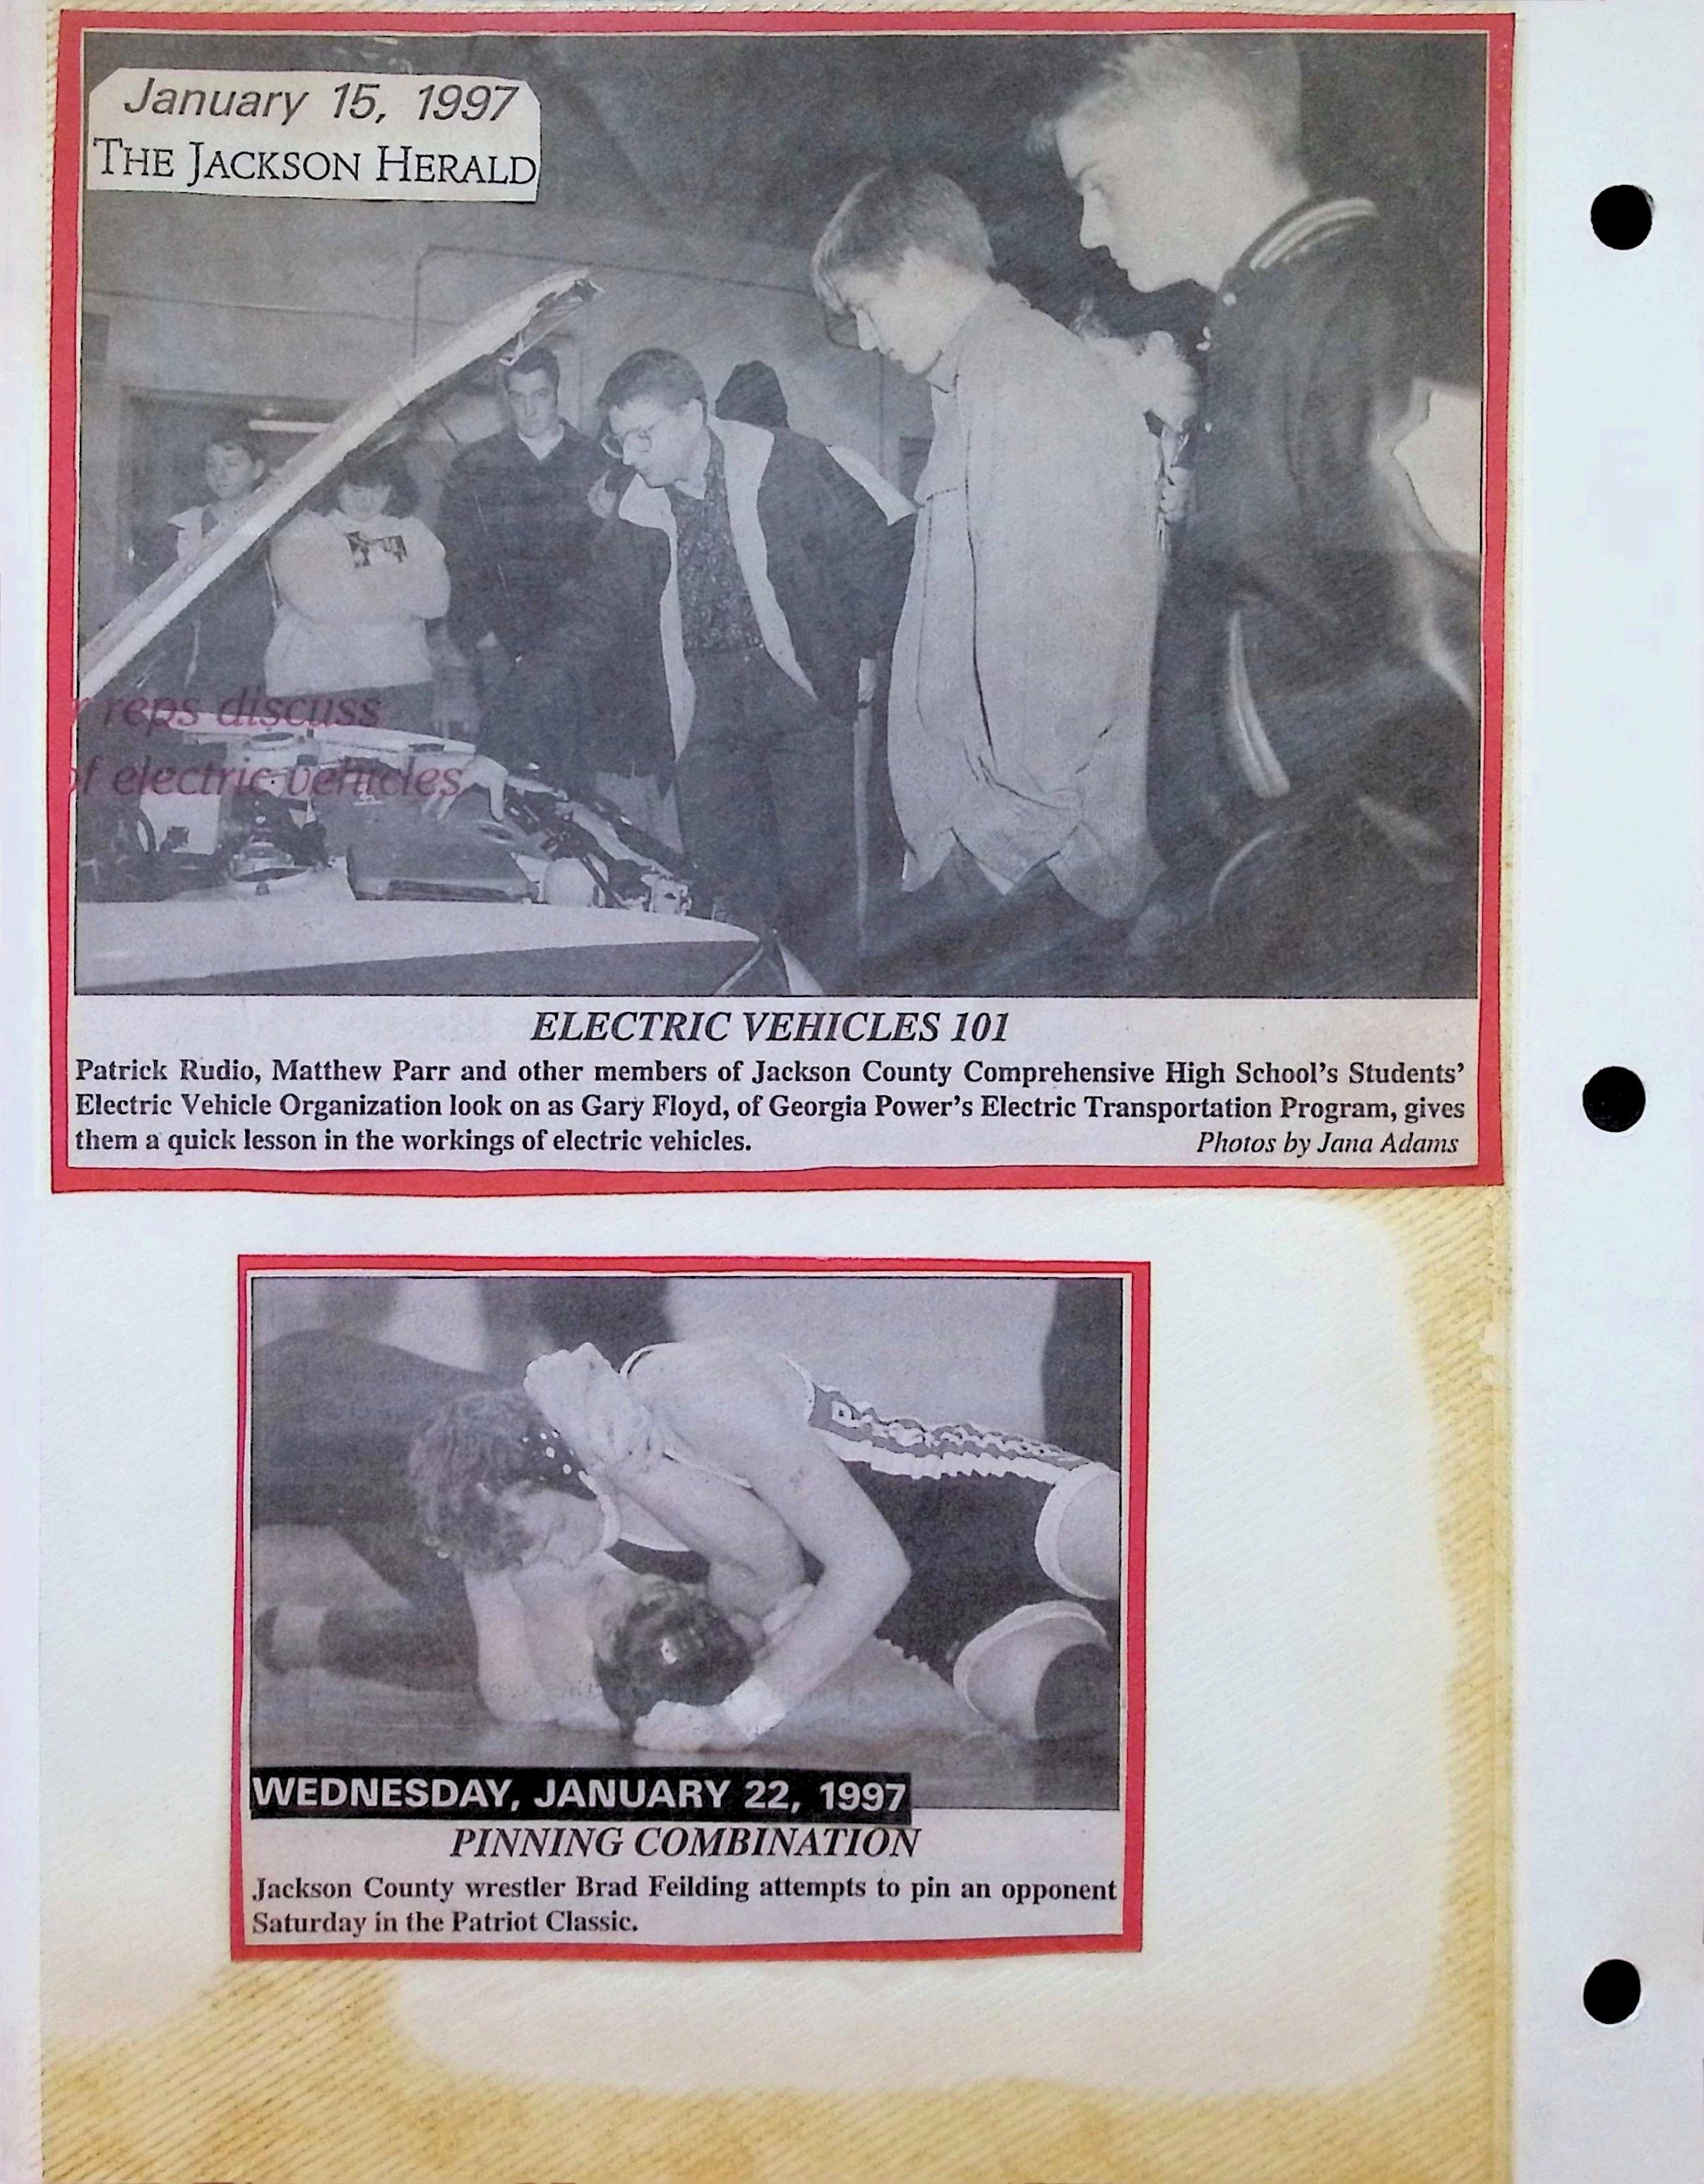 January 15, 1997
THE JACKSON HERALD
reps discuss
of electric vehicles
ELECTRIC VEHICLES 101
Patrick Rudio, Matthew Parr and other members of Jackson County Comprehensive High School's Students'
Electric Vehicle Organization look on as Gary Floyd, of Georgia Power's Electric Transportation Program, gives
them a quick lesson in the workings of electric vehicles.
Photos by Jana Adams
WEDNESDAY, JANUARY 22, 1997
PINNING COMBINATION
Jackson County wrestler Brad Feilding attempts to pin an opponent
Saturday in the Patriot Classic.